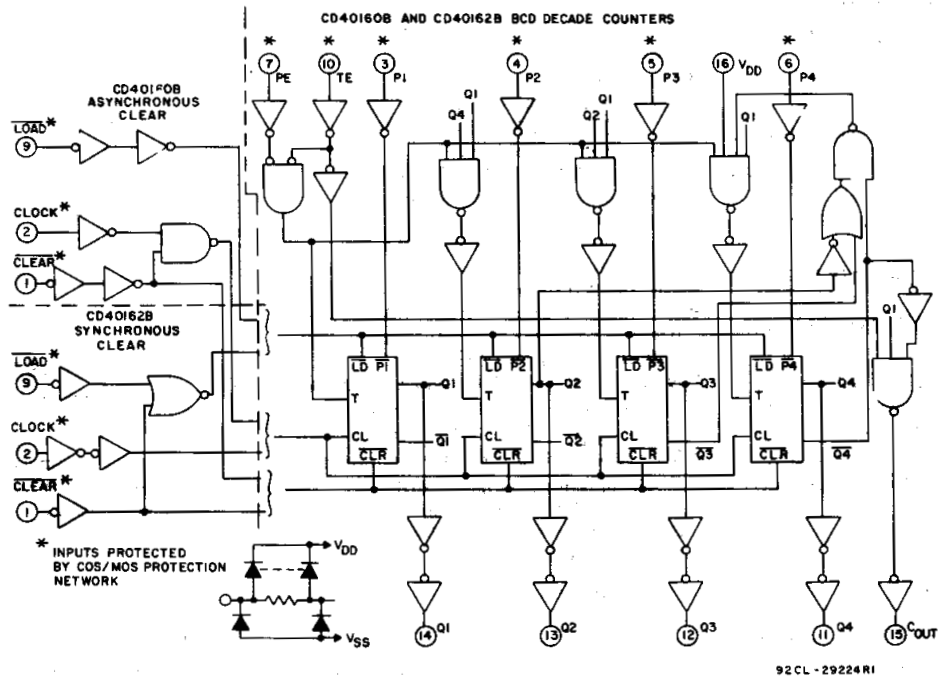 CD40160B AND CD40162B BCD DECADE COUNTERS
* * * * * *
7 10 3 4 5 16 6
PE TE P1 P2 P3 VDD P4
CD40160B
ASYNCHRONOUS
CLEAR
LOAD*
9
CLOCK*
2
CLEAR*
1
CD40162B
SYNCHRONOUS
CLEAR
LOAD*
9
CLOCK*
2
CLEAR*
1
Q4 Q1
Q2 Q1
Q1
Q1
LD P1 LD P2 LD P3 LD P4
T T T T
CL CL CL CL
CLR CLR CLR CLR
Q1 Q2 Q3 Q4
Q1 Q2 Q3 Q4
* INPUTS PROTECTED
BY COS/MOS PROTECTION
NETWORK
VDD
VSS
14 Q1 13 Q2 12 Q3 11 Q4 15 COUT
92CL-29224R1